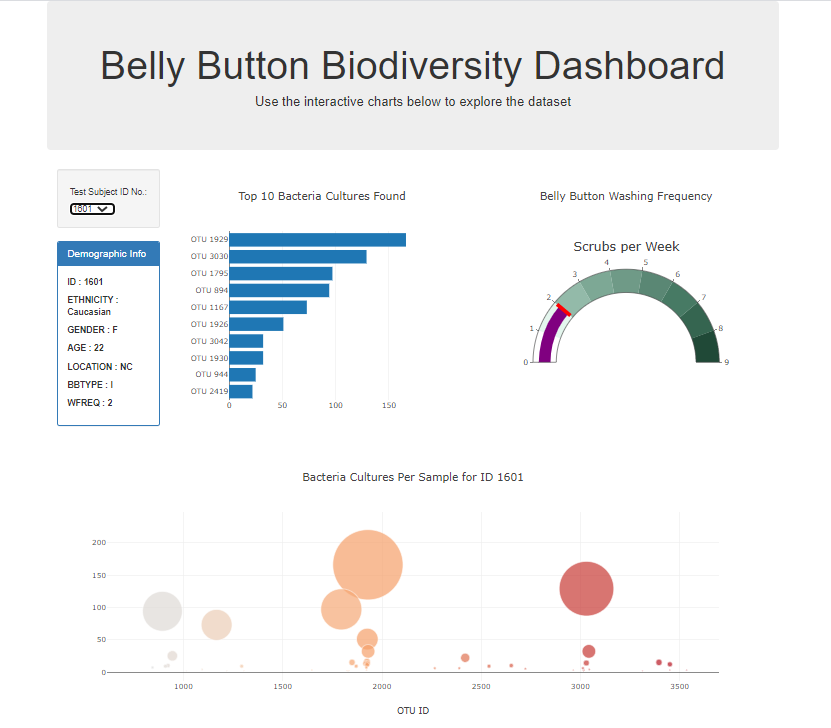 Belly Button Biodiversity Dashboard
Use the interactive charts below to explore the dataset
Test Subject ID No.:
1601
Demographic Info
ID : 1601
ETHNICITY :
Caucasian
GENDER : F
AGE : 22
LOCATION : NC
BBTYPE : I
WFREQ : 2
Top 10 Bacteria Cultures Found
OTU 1929
OTU 3030
OTU 1795
OTU 894
OTU 1167
OTU 1926
OTU 3042
OTU 1930
OTU 944
OTU 2419
0 50 100 150
Belly Button Washing Frequency
Scrubs per Week
0
1
2
3
4
5
6
7
8
9
Bacteria Cultures Per Sample for ID 1601
200
150
100
50
0
1000 1500 2000 2500 3000 3500
OTU ID